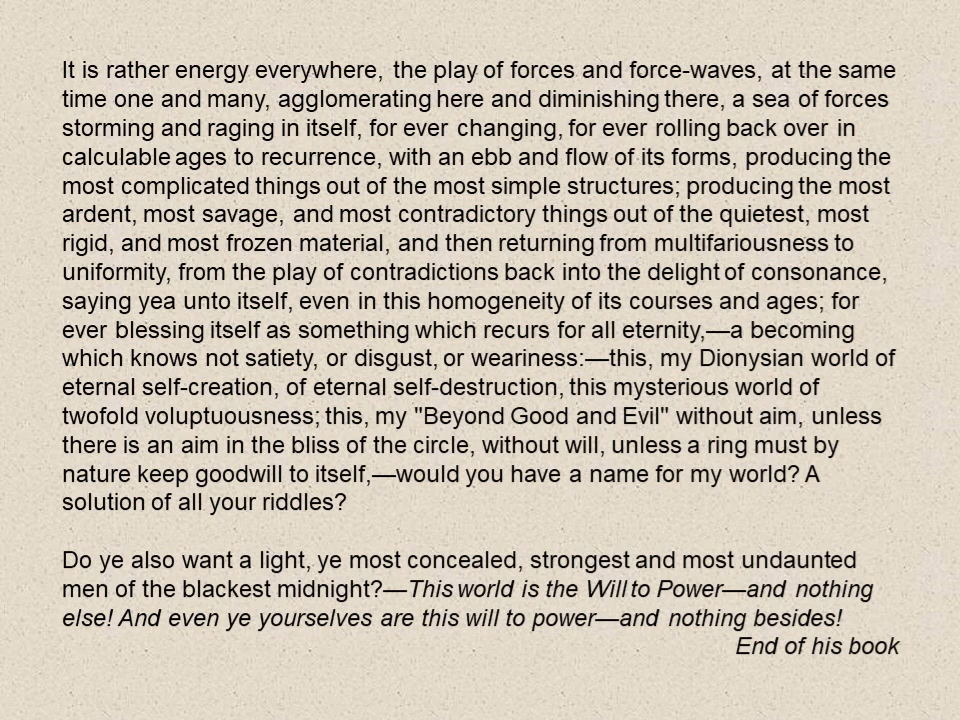 It is rather energy everywhere, the play of forces and force-waves, at the same
time one and many, agglomerating here and diminishing there, a sea of forces
storming and raging in itself, for ever changing, for ever rolling back over in
calculable ages to recurrence, with an ebb and flow of its forms, producing the
most complicated things out of the most simple structures; producing the most
ardent, most savage, and most contradictory things out of the quietest, most
rigid, and most frozen material, and then returning from multifariousness to
uniformity, from the play of contradictions back into the delight of consonance,
saying yea unto itself, even in this homogeneity of its courses and ages; for
ever blessing itself as something which recurs for all eternity,—a becoming
which knows not satiety, or disgust, or weariness:—this, my Dionysian world of
eternal self-creation, of eternal self-destruction, this mysterious world of
twofold voluptuousness; this, my "Beyond Good and Evil" without aim, unless
there is an aim in the bliss of the circle, without will, unless a ring must by
nature keep goodwill to itself,—would you have a name for my world? A
solution of all your riddles?
Do ye also want a light, ye most concealed, strongest and most undaunted
men of the blackest midnight?—This world is the Will to Power—and nothing
else! And even ye yourselves are this will to power—and nothing besides!
End of his book